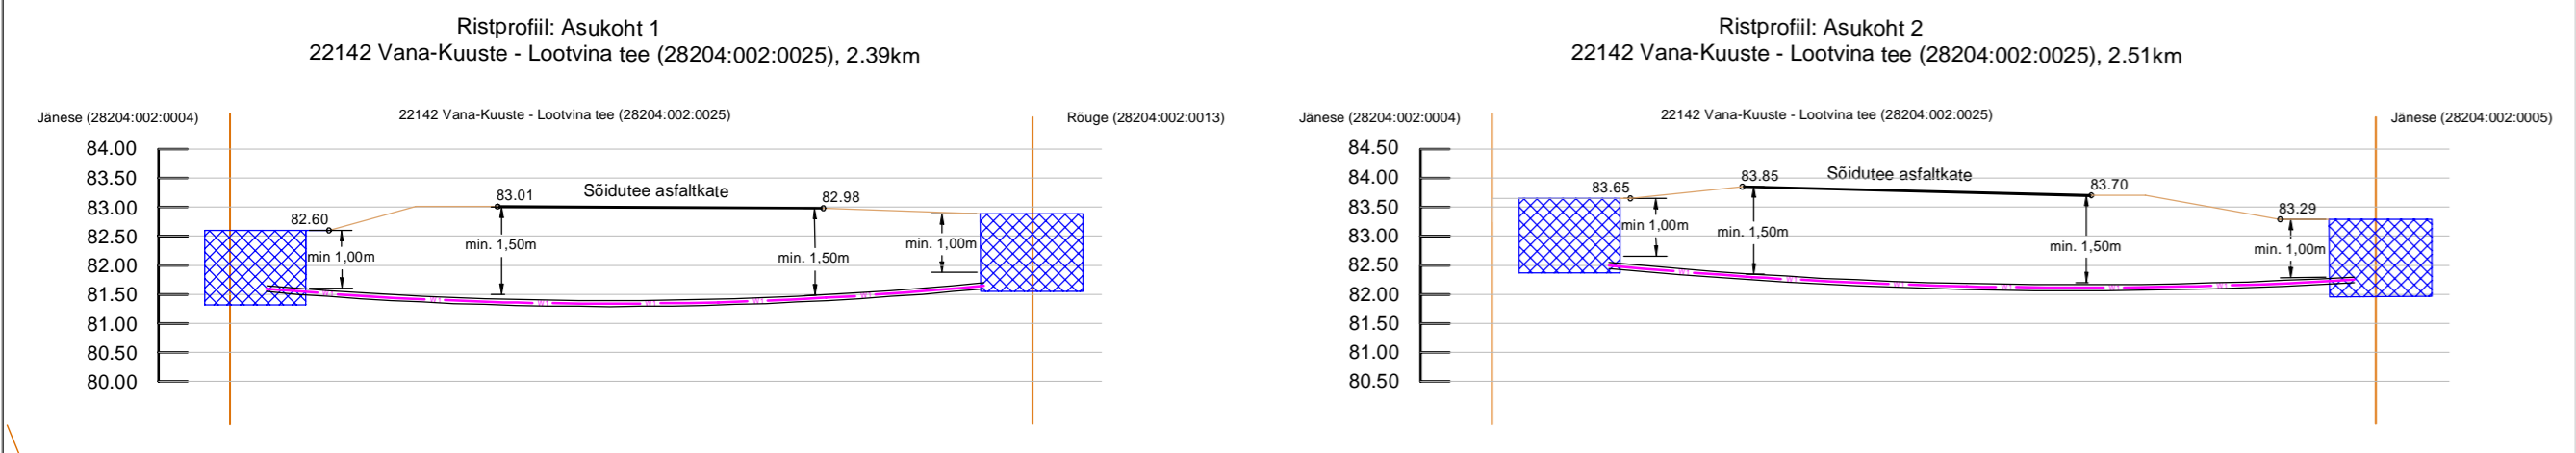 Ristprofiil: Asukoht 1
22142 Vana-Kuuste - Lootvina tee (28204:002:0025), 2.39km
Jänese (28204:002:0004)
22142 Vana-Kuuste - Lootvina tee (28204:002:0025)
Rõuge (28204:002:0013)
84.00
83.50
83.00
82.50
82.00
81.50
81.00
80.50
80.00
82.60
83.01
Sõidutee asfaltkate
82.98
min 1,00m
min. 1,50m
min. 1,50m
min. 1,00m
Ristprofiil: Asukoht 2
22142 Vana-Kuuste - Lootvina tee (28204:002:0025), 2.51km
Jänese (28204:002:0004)
22142 Vana-Kuuste - Lootvina tee (28204:002:0025)
Jänese (28204:002:0005)
84.50
84.00
83.50
83.00
82.50
82.00
81.50
81.00
80.50
83.65
83.85
Sõidutee asfaltkate
83.70
83.29
min 1,00m
min. 1,50m
min. 1,50m
min. 1,00m